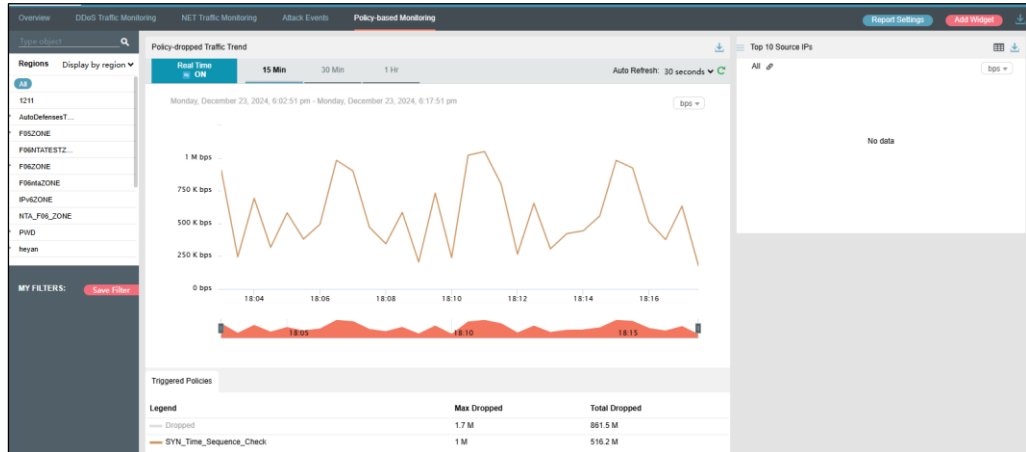 Overview DDoS Traffic Monitoring NET Traffic Monitoring Attack Events Policy-based Monitoring Report Settings Add Widget
Type object
Regions Display by region
All
1211
AutoDefensesT...
F05ZONE
F06NTATESTZ...
F06ZONE
F06ntaZONE
IPv6ZONE
NTA_F06_ZONE
PWD
heyan
MY FILTERS: Save Filter
Policy-dropped Traffic Trend
Real Time
ON
15 Min 30 Min 1 Hr Auto Refresh: 30 seconds
Monday, December 23, 2024, 6:02:51 pm - Monday, December 23, 2024, 6:17:51 pm bps
1 M bps
750 K bps
500 K bps
250 K bps
0 bps
18:04 18:06 18:08 18:10 18:12 18:14 18:16
18:05 18:10 18:15
Triggered Policies
Legend Max Dropped Total Dropped
Dropped 1.7 M 861.5 M
SYN_Time_Sequence_Check 1 M 516.2 M
Top 10 Source IPs
All bps
No data